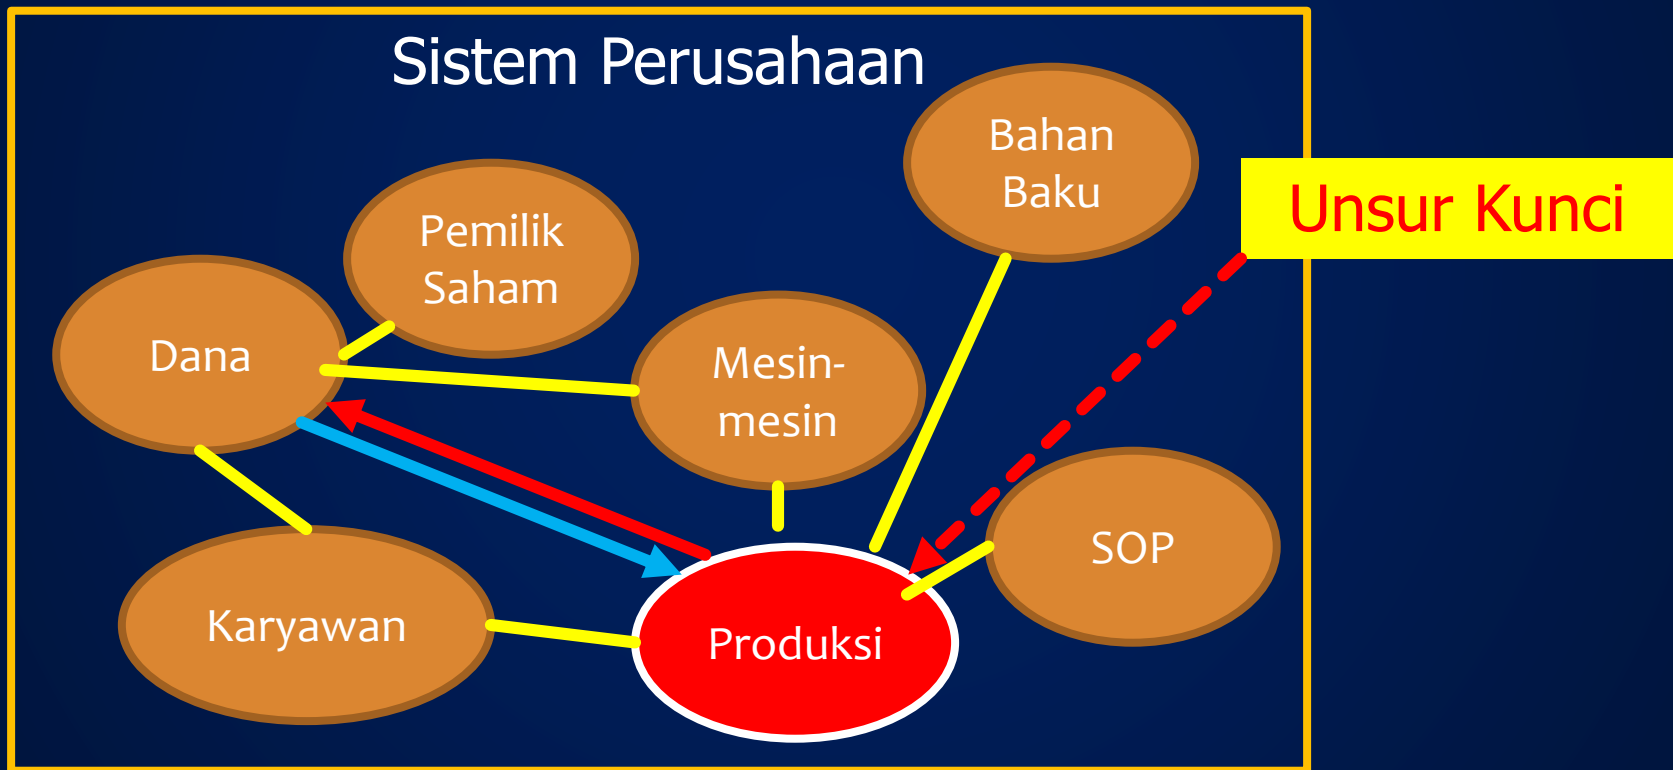 Sistem Perusahaan
Bahan
Baku
Unsur Kunci
Pemilik
Saham
Dana
Mesin-
mesin
SOP
Karyawan
Produksi